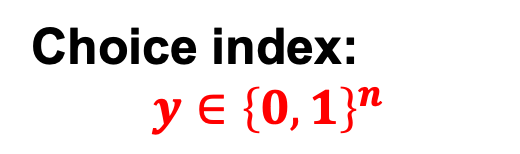 Choice index:
y ∈ {0, 1}ⁿ